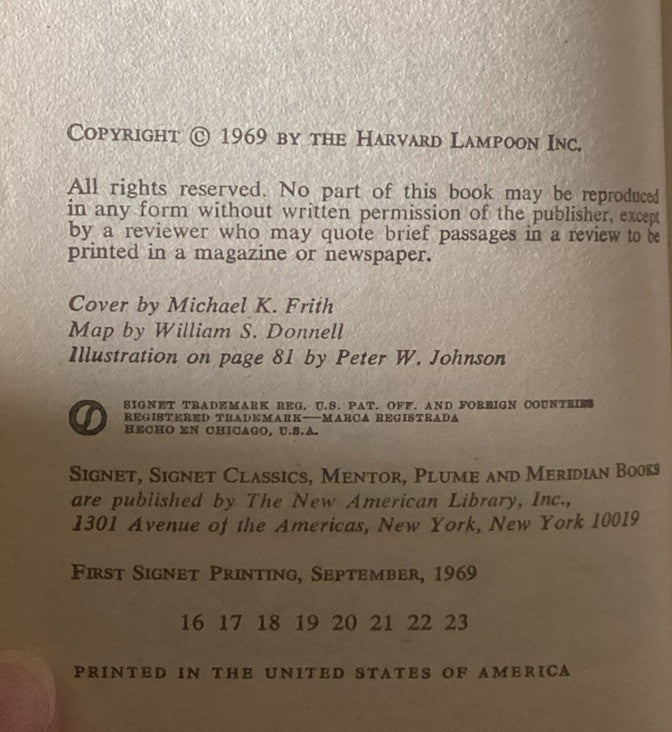 COPYRIGHT © 1969 BY THE HARVARD LAMPOON INC.
All rights reserved. No part of this book may be reproduced
in any form without written permission of the publisher, except
by a reviewer who may quote brief passages in a review to be
printed in a magazine or newspaper.
Cover by Michael K. Frith
Map by William S. Donnell
Illustration on page 81 by Peter W. Johnson
SIGNET TRADEMARK REG. U.S. PAT. OFF. AND FOREIGN COUNTRIES
REGISTERED TRADEMARK—MARCA REGISTRADA
HECHO EN CHICAGO, U.S.A.
SIGNET, SIGNET CLASSICS, MENTOR, PLUME AND MERIDIAN BOOKS
are published by The New American Library, Inc.,
1301 Avenue of the Americas, New York, New York 10019
FIRST SIGNET PRINTING, SEPTEMBER, 1969
16 17 18 19 20 21 22 23
PRINTED IN THE UNITED STATES OF AMERICA